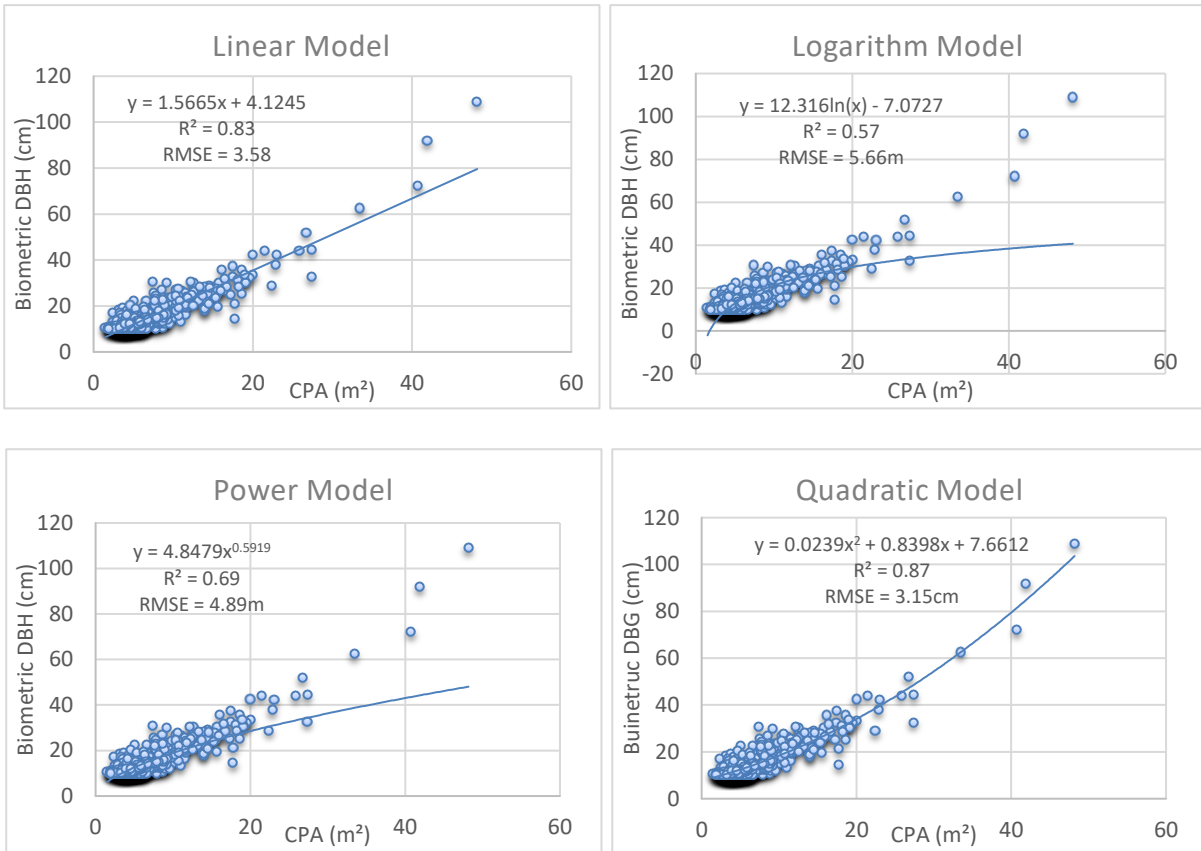 Linear Model
y = 1.5665x + 4.1245
R² = 0.83
RMSE = 3.58
Biometric DBH (cm)
120
100
80
60
40
20
0
0 20 40 60
CPA (m²)
Logarithm Model
y = 12.316ln(x) - 7.0727
R² = 0.57
RMSE = 5.66m
Biometric DBH (cm)
120
100
80
60
40
20
0
-20
0 20 40 60
CPA (m²)
Power Model
y = 4.8479x^0.5919
R² = 0.69
RMSE = 4.89m
Biometric DBH (cm)
120
100
80
60
40
20
0
0 20 40 60
CPA (m²)
Quadratic Model
y = 0.0239x² + 0.8398x + 7.6612
R² = 0.87
RMSE = 3.15cm
Buinetruc DBG (cm)
120
100
80
60
40
20
0
0 20 40 60
CPA (m²)